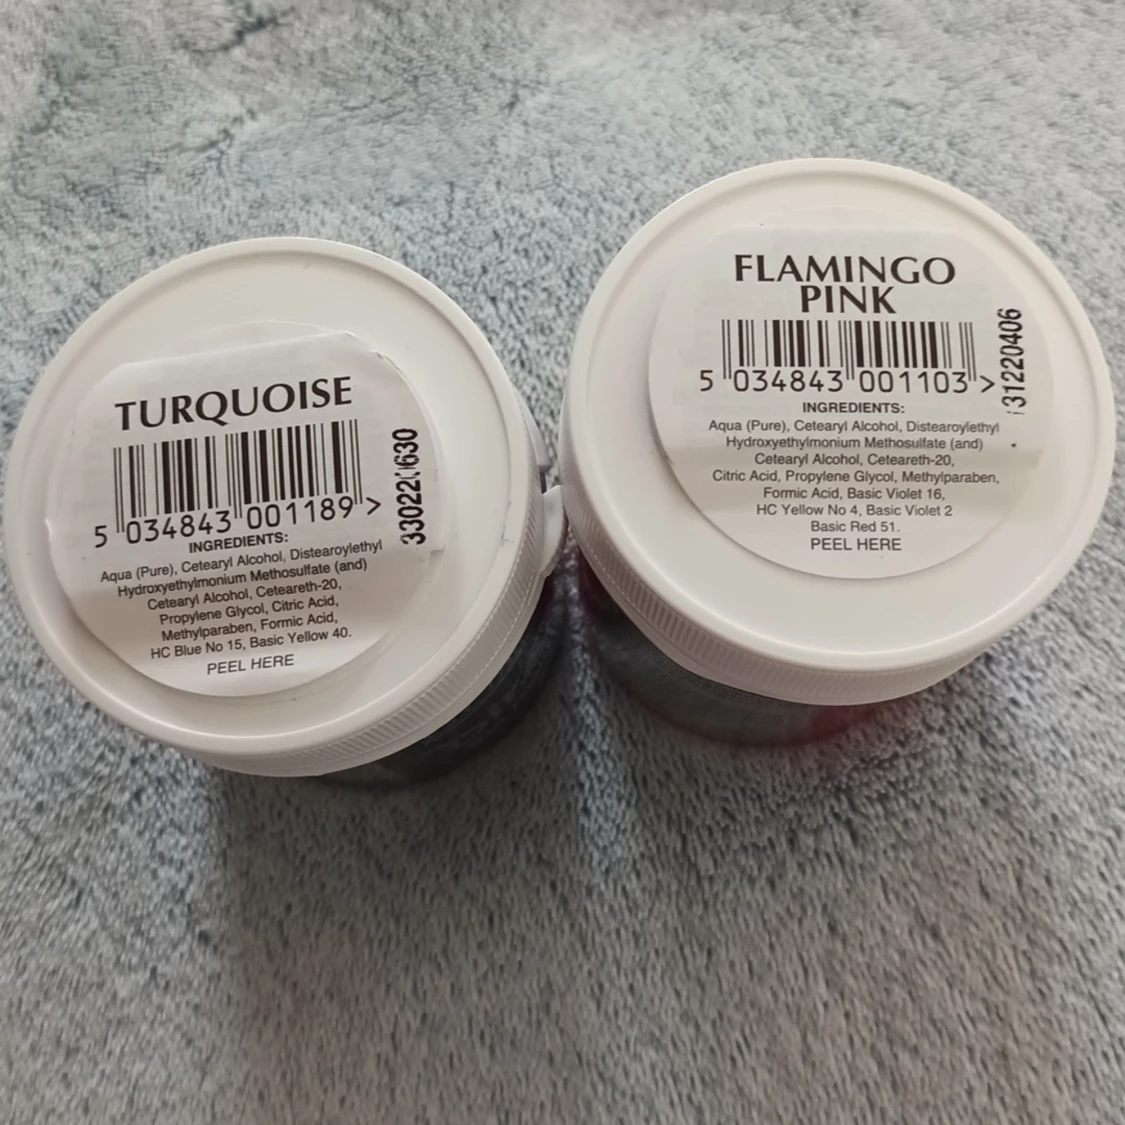 TURQUOISE
5 034843 001189 >
INGREDIENTS:
Aqua (Pure), Cetearyl Alcohol, Distearoylethyl
Hydroxyethylmonium Methosulfate (and)
Cetearyl Alcohol, Ceteareth-20,
Propylene Glycol, Citric Acid,
Methylparaben, Formic Acid,
HC Blue No 15, Basic Yellow 40.
PEEL HERE
FLAMINGO
PINK
5 034843 001103 >
31220406
INGREDIENTS:
Aqua (Pure), Cetearyl Alcohol, Distearoylethyl
Hydroxyethylmonium Methosulfate (and)
Cetearyl Alcohol, Ceteareth-20,
Citric Acid, Propylene Glycol, Methylparaben,
Formic Acid, Basic Violet 16,
HC Yellow No 4, Basic Violet 2
Basic Red 51.
PEEL HERE